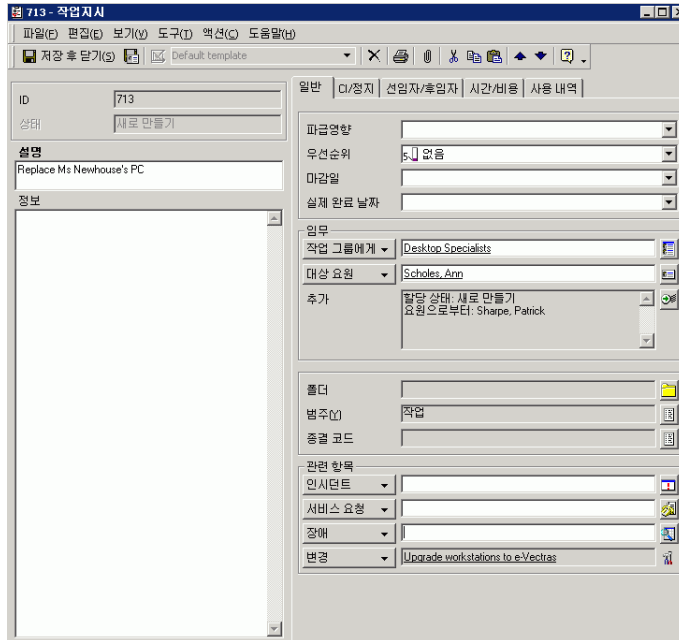 713 - 작업지시
파일(F) 편집(E) 보기(V) 도구(T) 액션(C) 도움말(H)
저장 후 닫기(S) Default template
ID 713
상태 새로 만들기
설명
Replace Ms Newhouse's PC
정보
일반 CI/정지 선임자/후임자 시간/비용 사용 내역
파급영향
우선순위 5 없음
마감일
실제 완료 날짜
임무
작업 그룹에게 Desktop Specialists
대상 요원 Scholes, Ann
추가 할당 상태: 새로 만들기
요원으로부터: Sharpe, Patrick
폴더
범주(Y) 작업
종결 코드
관련 항목
인시던트
서비스 요청
장애
변경 Upgrade workstations to e-Vectras